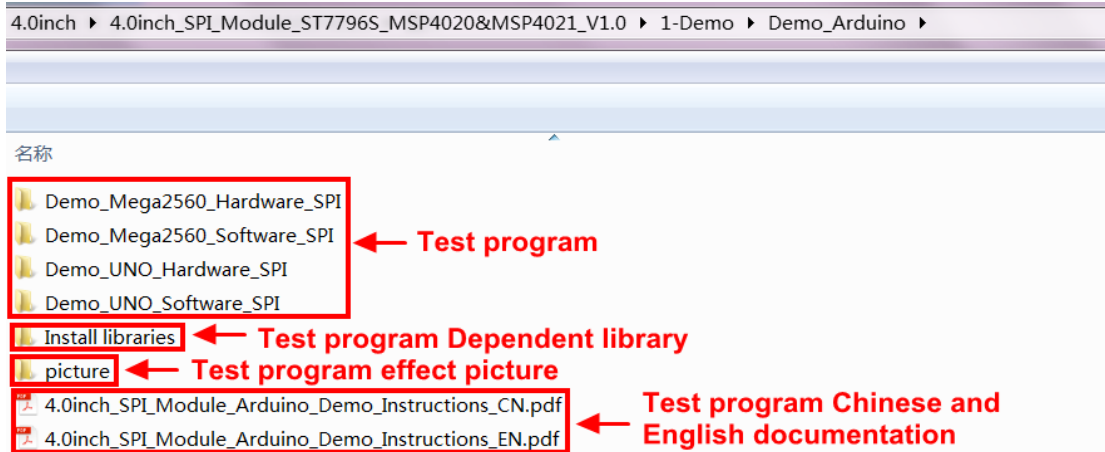 4.0inch ▸ 4.0inch_SPI_Module_ST7796S_MSP4020&MSP4021_V1.0 ▸ 1-Demo ▸ Demo_Arduino ▸
名称
Demo_Mega2560_Hardware_SPI
Demo_Mega2560_Software_SPI
Demo_UNO_Hardware_SPI
Demo_UNO_Software_SPI
Test program
Install libraries
Test program Dependent library
picture
Test program effect picture
4.0inch_SPI_Module_Arduino_Demo_Instructions_CN.pdf
4.0inch_SPI_Module_Arduino_Demo_Instructions_EN.pdf
Test program Chinese and
English documentation